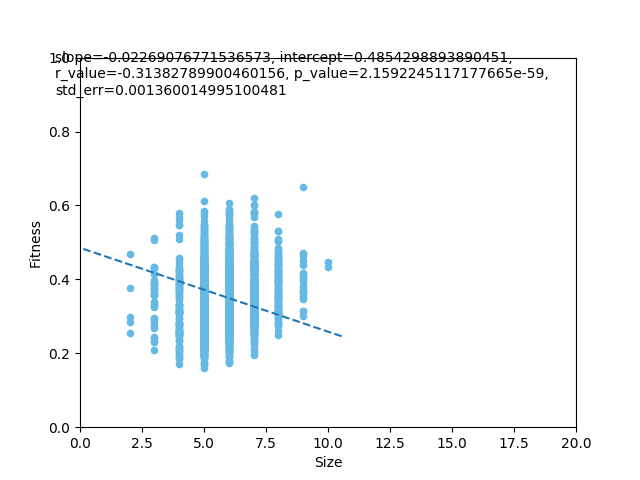 slope=-0.02269076771536573, intercept=0.4854298893890451,
r_value=-0.31382789900460156, p_value=2.1592245117177665e-59,
std_err=0.001360014995100481
1.0
0.8
0.6
0.4
0.2
0.0
Fitness
0.0 2.5 5.0 7.5 10.0 12.5 15.0 17.5 20.0
Size